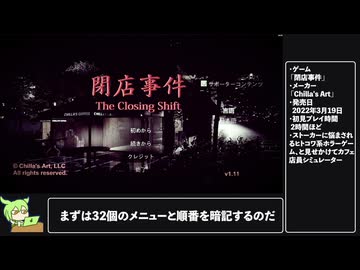 閉店事件
The Closing Shift
サポーターコンテンツ
初めから
続きから
クレジット
© Chilla's Art, LLC
All rights reserved.
v1.11
・ゲーム
「閉店事件」
・メーカー
「Chilla's Art」
・発売日
2022年3月19日
・初見プレイ時間
2時間ほど
・ストーカーに悩まされ
るヒトコワ系ホラーゲー
ム、と見せかけてカフェ
店員シミュレーター
まずは32個のメニューと順番を暗記するのだ